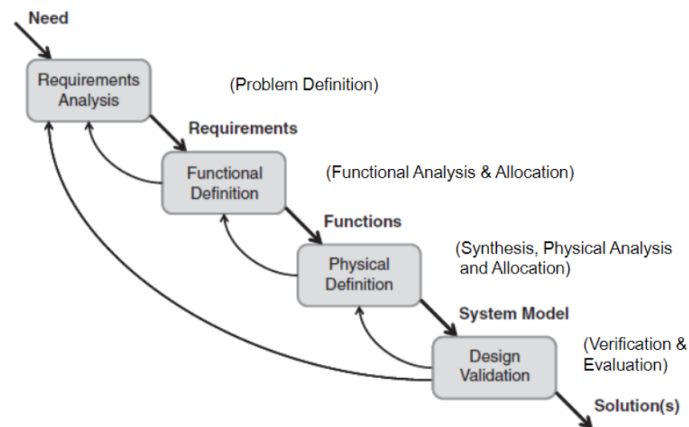 Need
Requirements
Analysis
(Problem Definition)
Requirements
Functional
Definition
(Functional Analysis & Allocation)
Functions
Physical
Definition
(Synthesis, Physical Analysis
and Allocation)
System Model
Design
Validation
(Verification &
Evaluation)
Solution(s)